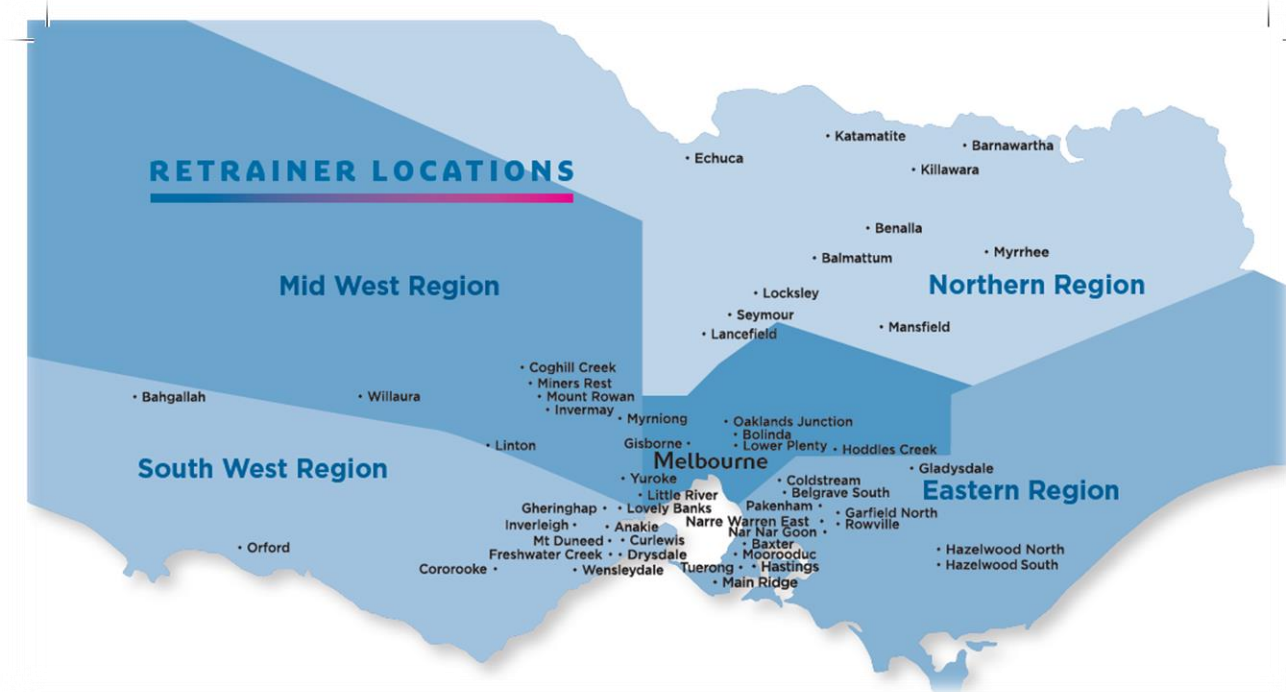 RETRAINER LOCATIONS
Katamatite
Barnawartha
Echuca
Killawara
Benalla
Myrrhee
Balmattum
Mid West Region
Northern Region
Locksley
Seymour
Mansfield
Lancefield
Coghill Creek
Miners Rest
Bahgallah
Willaura
Mount Rowan
Invermay
Myrniong
Oaklands Junction
Bolinda
Gisborne
Linton
Lower Plenty
Hoddles Creek
Melbourne
South West Region
Gladysdale
Yuroke
Coldstream
Eastern Region
Little River
Belgrave South
Gheringhap
Lovely Banks
Pakenham
Garfield North
Narre Warren East
Rowville
Inverleigh
Anakie
Nar Nar Goon
Mt Duneed
Curlewis
Baxter
Orford
Hazelwood North
Freshwater Creek
Drysdale
Moorooduc
Hazelwood South
Cororooke
Wensleydale
Tuerong
Hastings
Main Ridge